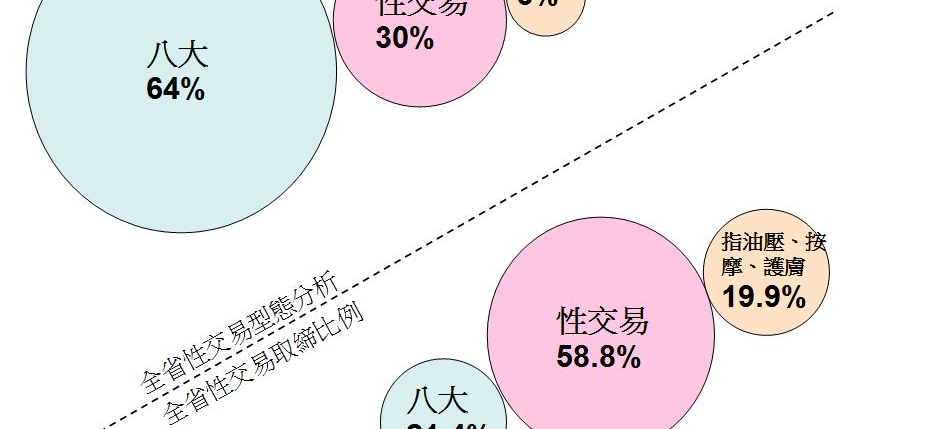 性交易
30%
八大
64%
指油壓、按
摩、護膚
19.9%
性交易
58.8%
全省性交易型態分析
全省性交易取締比例
八大